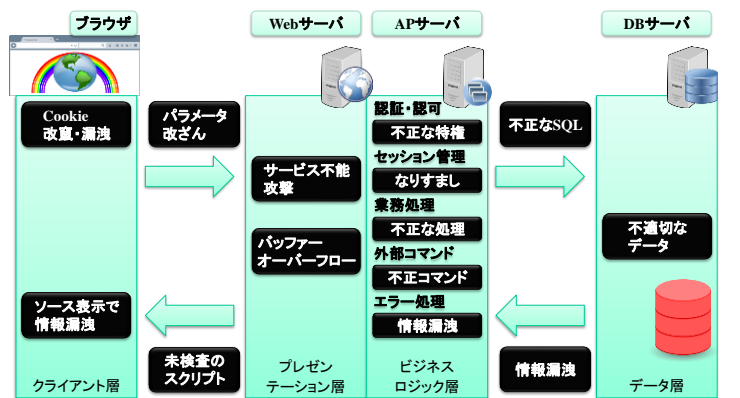 ブラウザ
Webサーバ
APサーバ
DBサーバ
Cookie
改竄・漏洩
ソース表示で
情報漏洩
クライアント層
パラメータ
改ざん
未検査の
スクリプト
サービス不能
攻撃
バッファー
オーバーフロー
プレゼン
テーション層
認証・認可
不正な特権
セッション管理
なりすまし
業務処理
不正な処理
外部コマンド
不正コマンド
エラー処理
情報漏洩
ビジネス
ロジック層
不正なSQL
情報漏洩
不適切な
データ
データ層